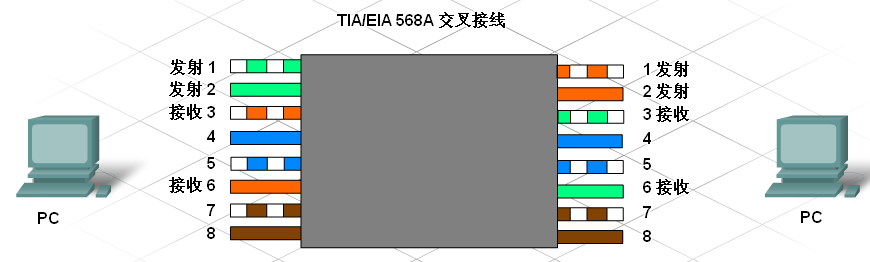 TIA/EIA 568A 交叉接线
发射 1
发射 2
接收 3
4
5
接收 6
7
8
1 发射
2 发射
3 接收
4
5
6 接收
7
8
PC
PC